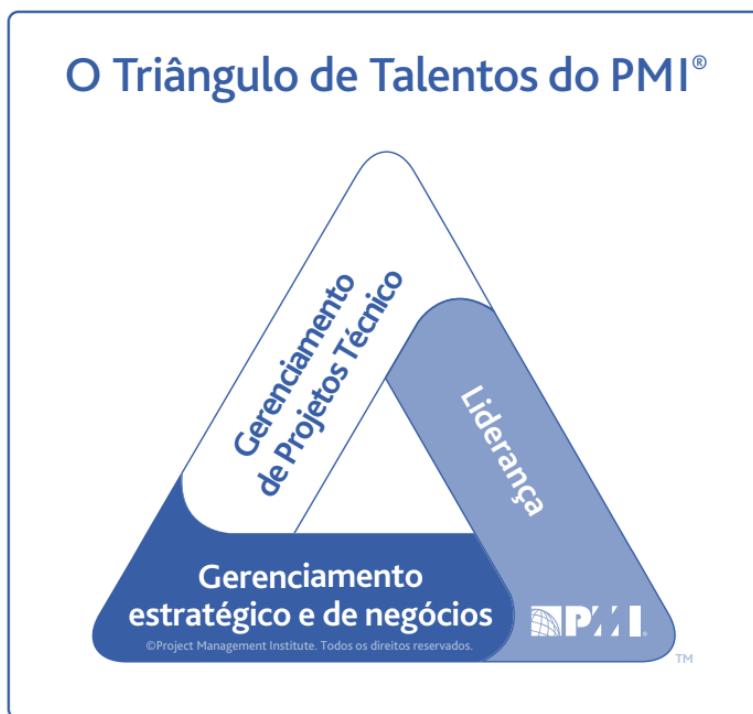 O Triângulo de Talentos do PMI®
Gerenciamento
de Projetos Técnico
Liderança
Gerenciamento
estratégico e de negócios
©Project Management Institute. Todos os direitos reservados.
PMI.
TM